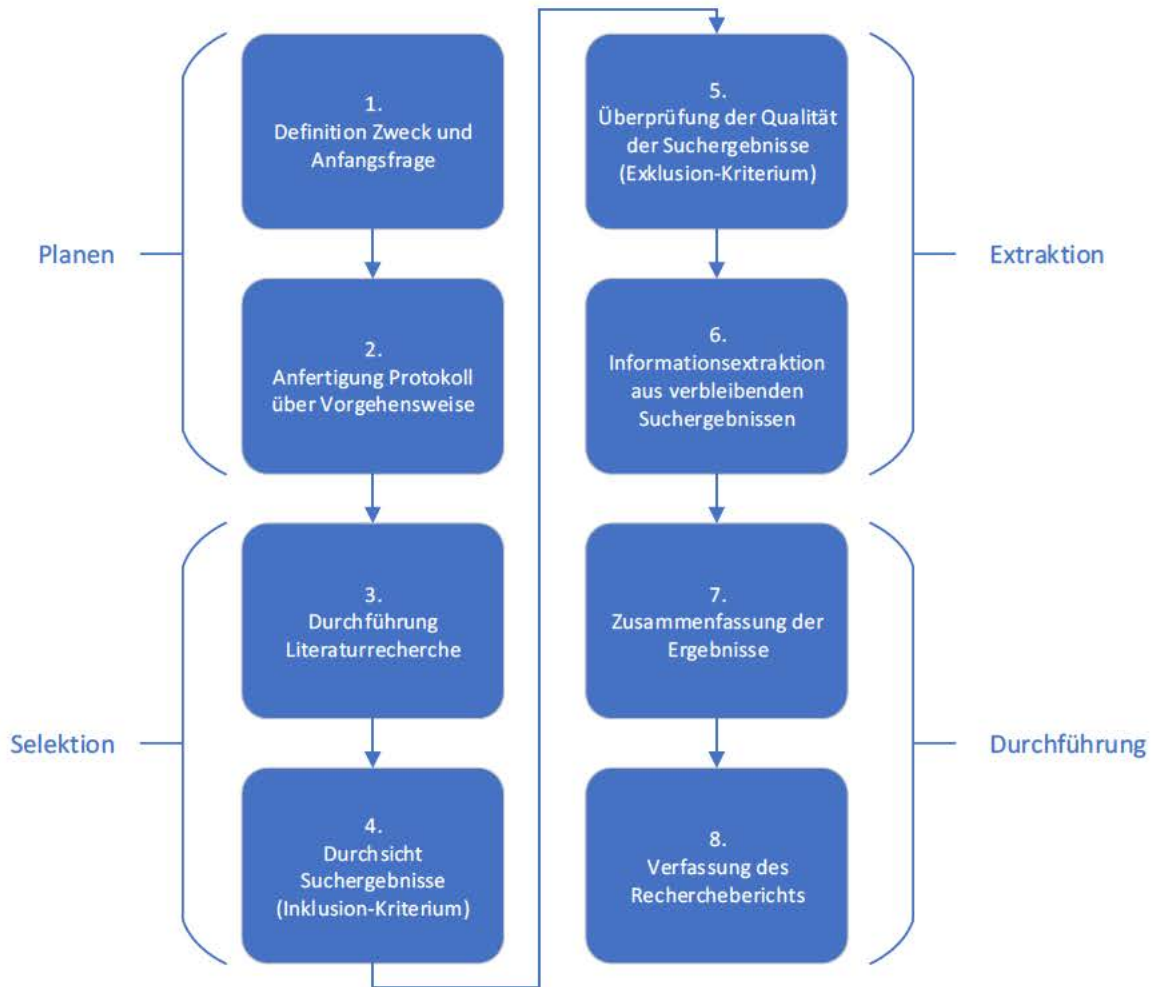 Planen
1.
Definition Zweck und
Anfangsfrage
2.
Anfertigung Protokoll
über Vorgehensweise
Selektion
3.
Durchführung
Literaturrecherche
4.
Durchsicht
Suchergebnisse
(Inklusion-Kriterium)
5.
Überprüfung der Qualität
der Suchergebnisse
(Exklusion-Kriterium)
Extraktion
6.
Informationsextraktion
aus verbleibenden
Suchergebnissen
7.
Zusammenfassung der
Ergebnisse
Durchführung
8.
Verfassung des
Rechercheberichts